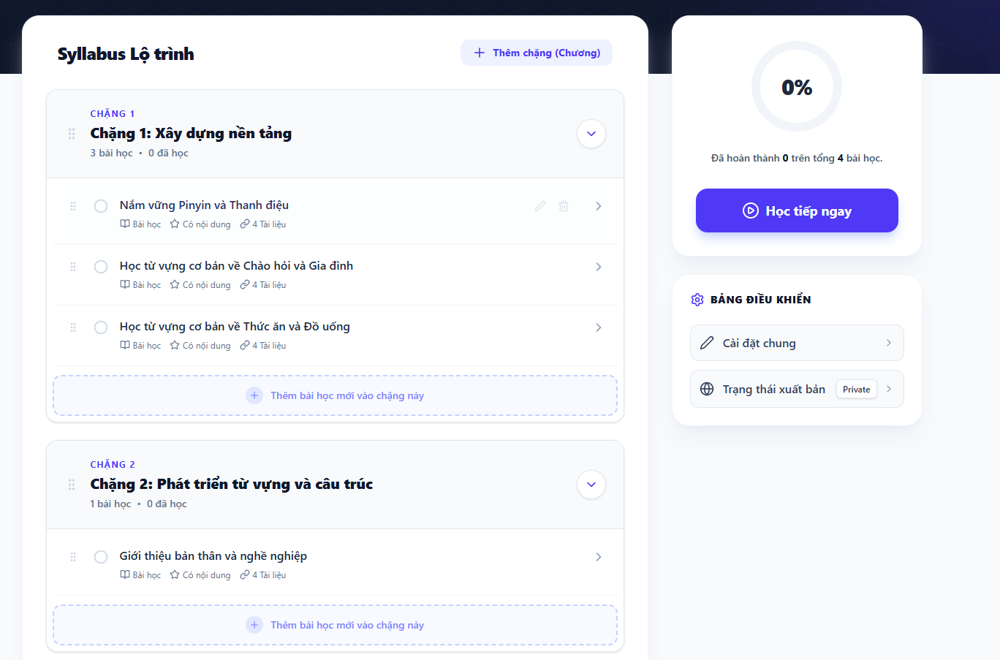 Syllabus Lộ trình
Thêm chặng (Chương)
CHẶNG 1
Chặng 1: Xây dựng nền tảng
3 bài học • 0 đã học
Nắm vững Pinyin và Thanh điệu
Bài học Có nội dung 4 Tài liệu
Học từ vựng cơ bản về Chào hỏi và Gia đình
Bài học Có nội dung 4 Tài liệu
Học từ vựng cơ bản về Thức ăn và Đồ uống
Bài học Có nội dung 4 Tài liệu
Thêm bài học mới vào chặng này
CHẶNG 2
Chặng 2: Phát triển từ vựng và câu trúc
1 bài học • 0 đã học
Giới thiệu bản thân và nghề nghiệp
Bài học Có nội dung 4 Tài liệu
Thêm bài học mới vào chặng này
0%
Đã hoàn thành 0 trên tổng 4 bài học.
Học tiếp ngay
BẢNG ĐIỀU KHIỂN
Cài đặt chung
Trạng thái xuất bản Private